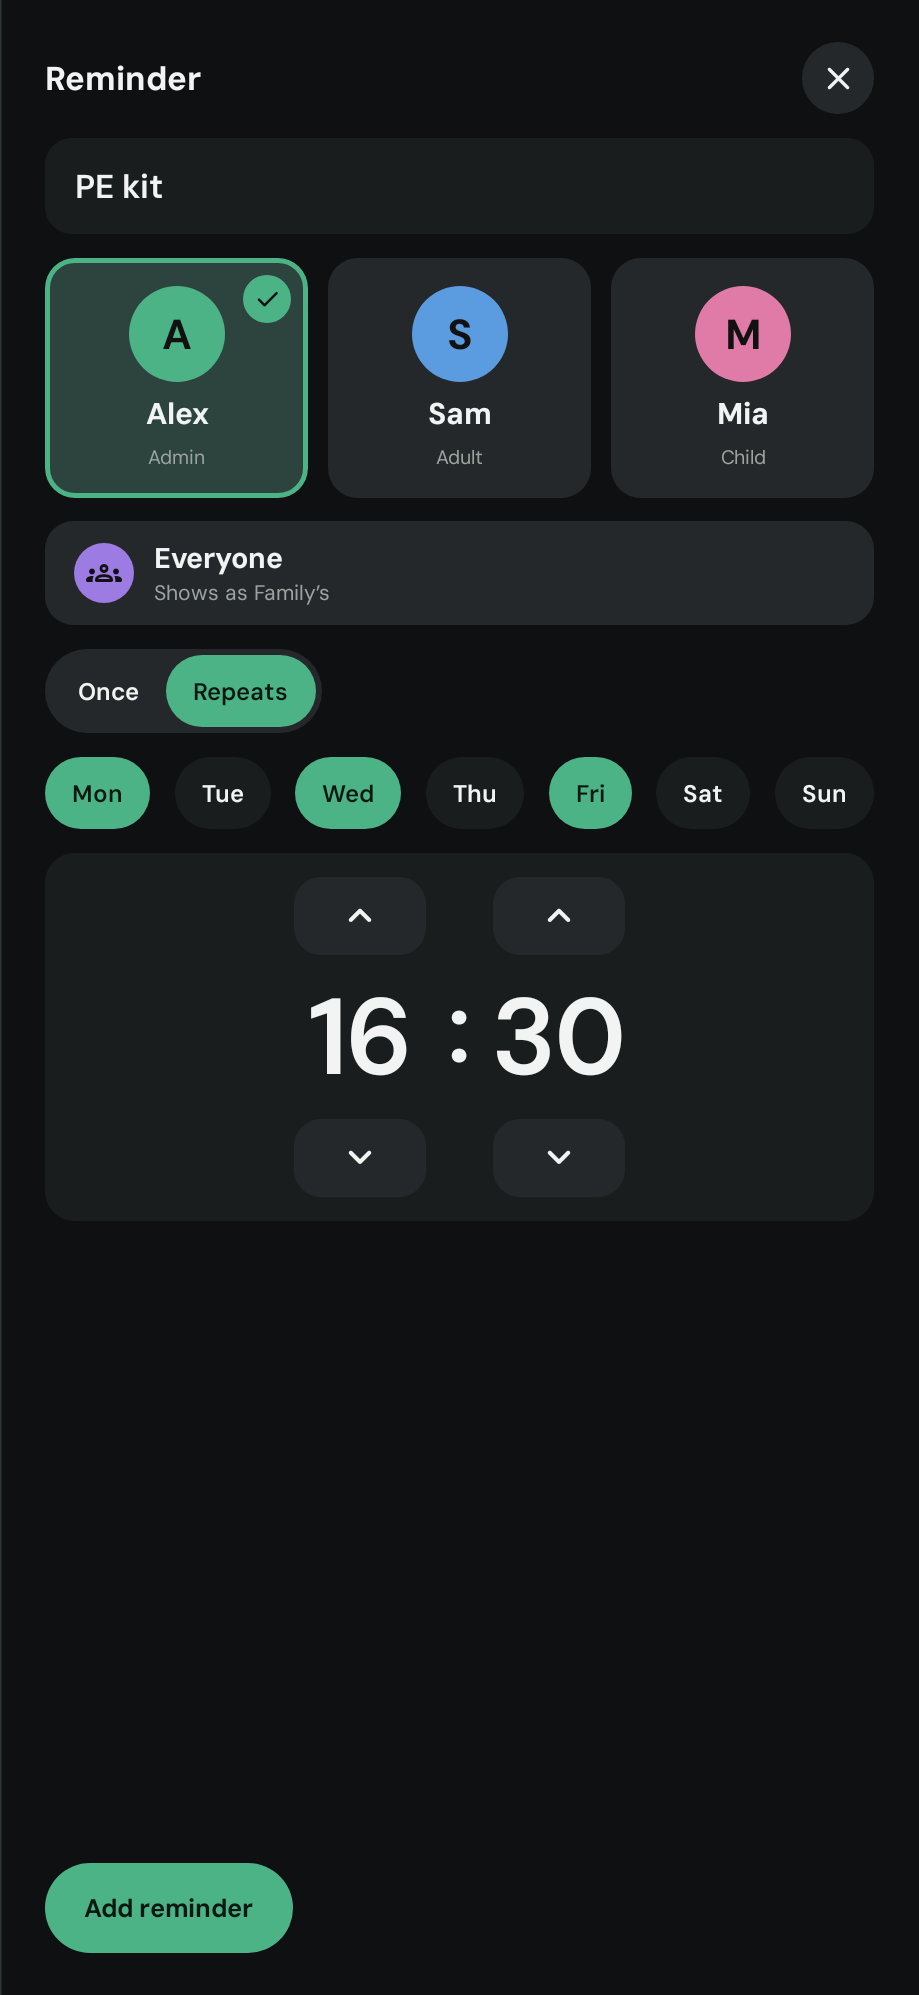 Reminder
PE kit
A
S
M
Alex
Sam
Mia
Admin
Adult
Child
Everyone
Shows as Family’s
Once
Repeats
Mon
Tue
Wed
Thu
Fri
Sat
Sun
16 : 30
Add reminder